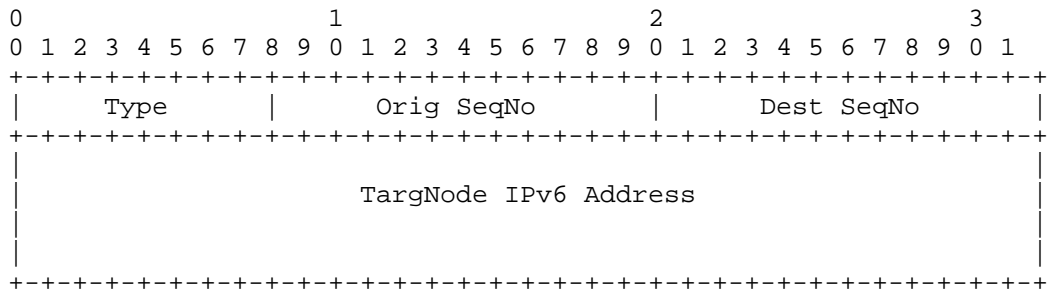 0                   1                   2                   3
0 1 2 3 4 5 6 7 8 9 0 1 2 3 4 5 6 7 8 9 0 1 2 3 4 5 6 7 8 9 0 1
+-+-+-+-+-+-+-+-+-+-+-+-+-+-+-+-+-+-+-+-+-+-+-+-+-+-+-+-+-+-+-+-+
|     Type      |      Orig SeqNo       |      Dest SeqNo       |
+-+-+-+-+-+-+-+-+-+-+-+-+-+-+-+-+-+-+-+-+-+-+-+-+-+-+-+-+-+-+-+-+
|                                                               |
|                     TargNode IPv6 Address                     |
|                                                               |
|                                                               |
+-+-+-+-+-+-+-+-+-+-+-+-+-+-+-+-+-+-+-+-+-+-+-+-+-+-+-+-+-+-+-+-+